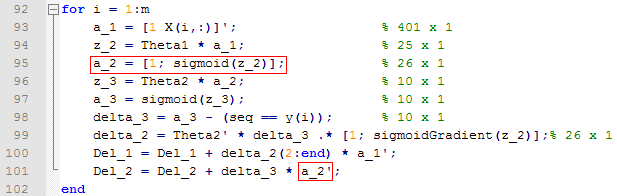 92 for i = 1:m
93 a_1 = [1 X(i,:)]'; % 401 x 1
94 z_2 = Theta1 * a_1; % 25 x 1
95 a_2 = [1; sigmoid(z_2)]; % 26 x 1
96 z_3 = Theta2 * a_2; % 10 x 1
97 a_3 = sigmoid(z_3); % 10 x 1
98 delta_3 = a_3 - (seq == y(i)); % 10 x 1
99 delta_2 = Theta2' * delta_3 .* [1; sigmoidGradient(z_2)];% 26 x 1
100 Del_1 = Del_1 + delta_2(2:end) * a_1';
101 Del_2 = Del_2 + delta_3 * a_2';
102 end